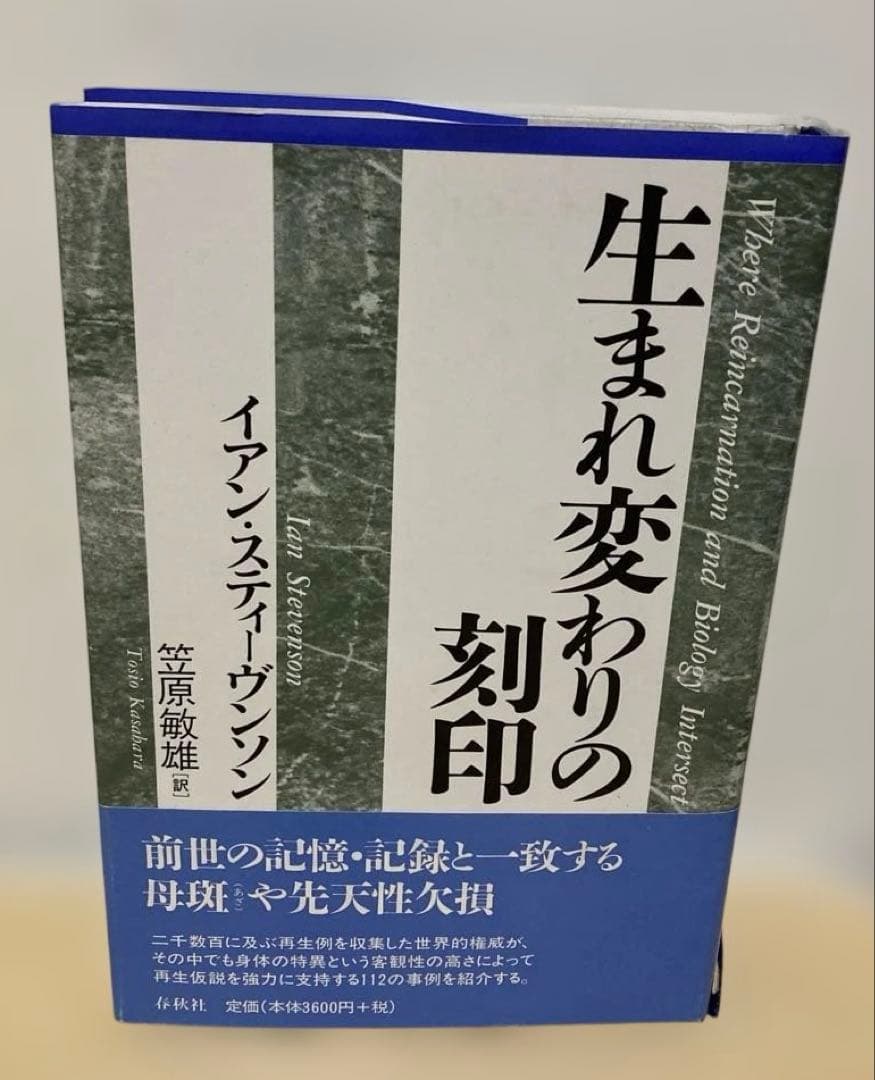 Where Reincarnation and Biology Intersect
生まれ変わりの
刻印
Ian Stevenson
イアン・スティーヴンソン
笠原敏雄[訳]
Tosio Kasahara
前世の記憶・記録と一致する
母斑(あざ)や先天性欠損
二千数百に及ぶ再生例を収集した世界的権威が、
その中でも身体の特異という客観性の高さによって
再生仮説を強力に支持する112の事例を紹介する。
春秋社 定価(本体3600円+税)